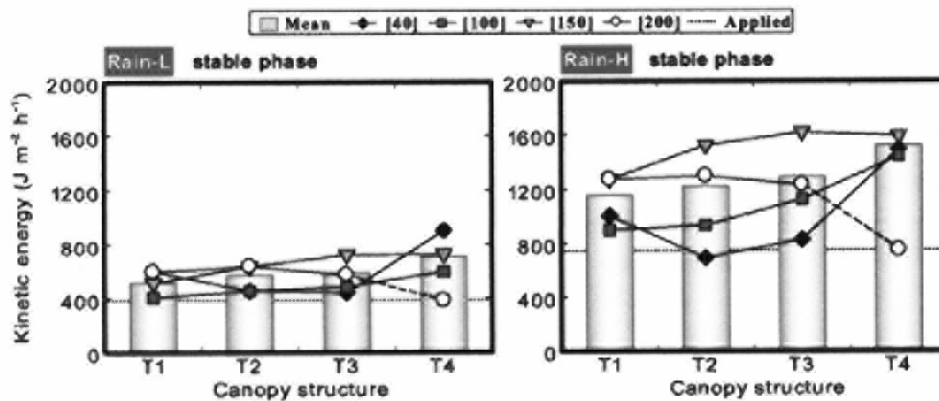 Mean [40] [100] [150] [200] Applied
Rain-L stable phase
Rain-H stable phase
Kinetic energy (J m⁻² h⁻¹)
2000
1600
1200
800
400
0
T1 T2 T3 T4
Canopy structure
2000
1600
1200
800
400
0
T1 T2 T3 T4
Canopy structure